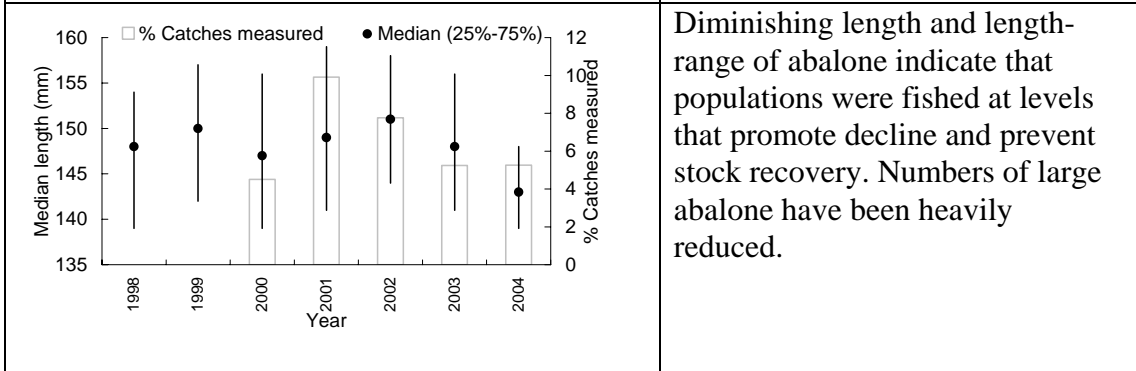 % Catches measured
Median (25%-75%)
Median length (mm)
160
155
150
145
140
135
12
10
8
6
4
2
0
% Catches measured
1998
1999
2000
2001
2002
2003
2004
Year
Diminishing length and length-
range of abalone indicate that
populations were fished at levels
that promote decline and prevent
stock recovery. Numbers of large
abalone have been heavily
reduced.